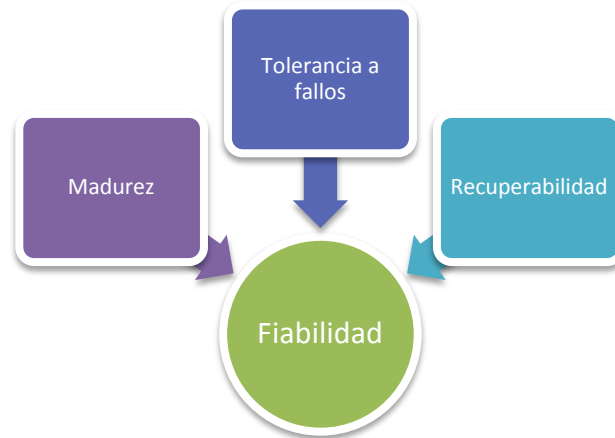 Tolerancia a
fallos
Madurez
Recuperabilidad
Fiabilidad